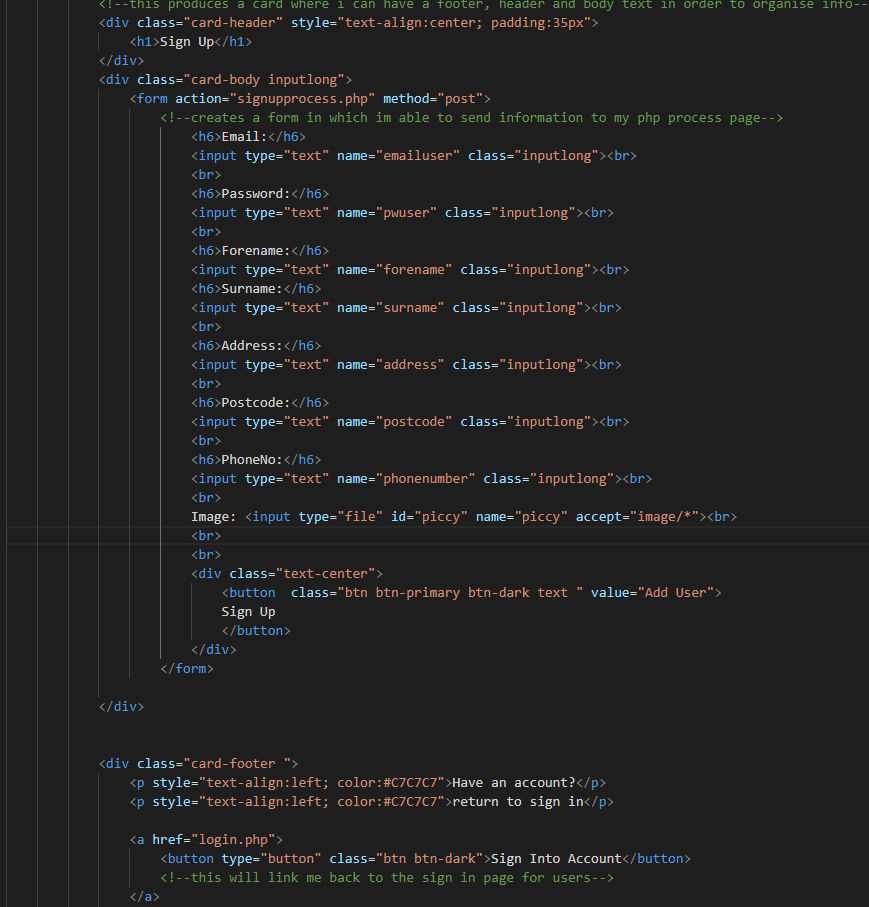 <!--this produces a card where i can have a footer, header and body text in order to organise info--
<div class="card-header" style="text-align:center; padding:35px">
<h1>Sign Up</h1>
</div>
<div class="card-body inputlong">
<form action="signupprocess.php" method="post">
<!--creates a form in which im able to send information to my php process page-->
<h6>Email:</h6>
<input type="text" name="emailuser" class="inputlong"><br>
<br>
<h6>Password:</h6>
<input type="text" name="pwuser" class="inputlong"><br>
<br>
<h6>Forename:</h6>
<input type="text" name="forename" class="inputlong"><br>
<h6>Surname:</h6>
<input type="text" name="surname" class="inputlong"><br>
<br>
<h6>Address:</h6>
<input type="text" name="address" class="inputlong"><br>
<br>
<h6>Postcode:</h6>
<input type="text" name="postcode" class="inputlong"><br>
<br>
<h6>PhoneNo:</h6>
<input type="text" name="phonenumber" class="inputlong"><br>
<br>
Image: <input type="file" id="piccy" name="piccy" accept="image/*"><br>
<br>
<br>
<div class="text-center">
<button  class="btn btn-primary btn-dark text " value="Add User">
Sign Up
</button>
</div>
</form>
</div>
<div class="card-footer ">
<p style="text-align:left; color:#C7C7C7">Have an account?</p>
<p style="text-align:left; color:#C7C7C7">return to sign in</p>
<a href="login.php">
<button type="button" class="btn btn-dark">Sign Into Account</button>
<!--this will link me back to the sign in page for users-->
</a>